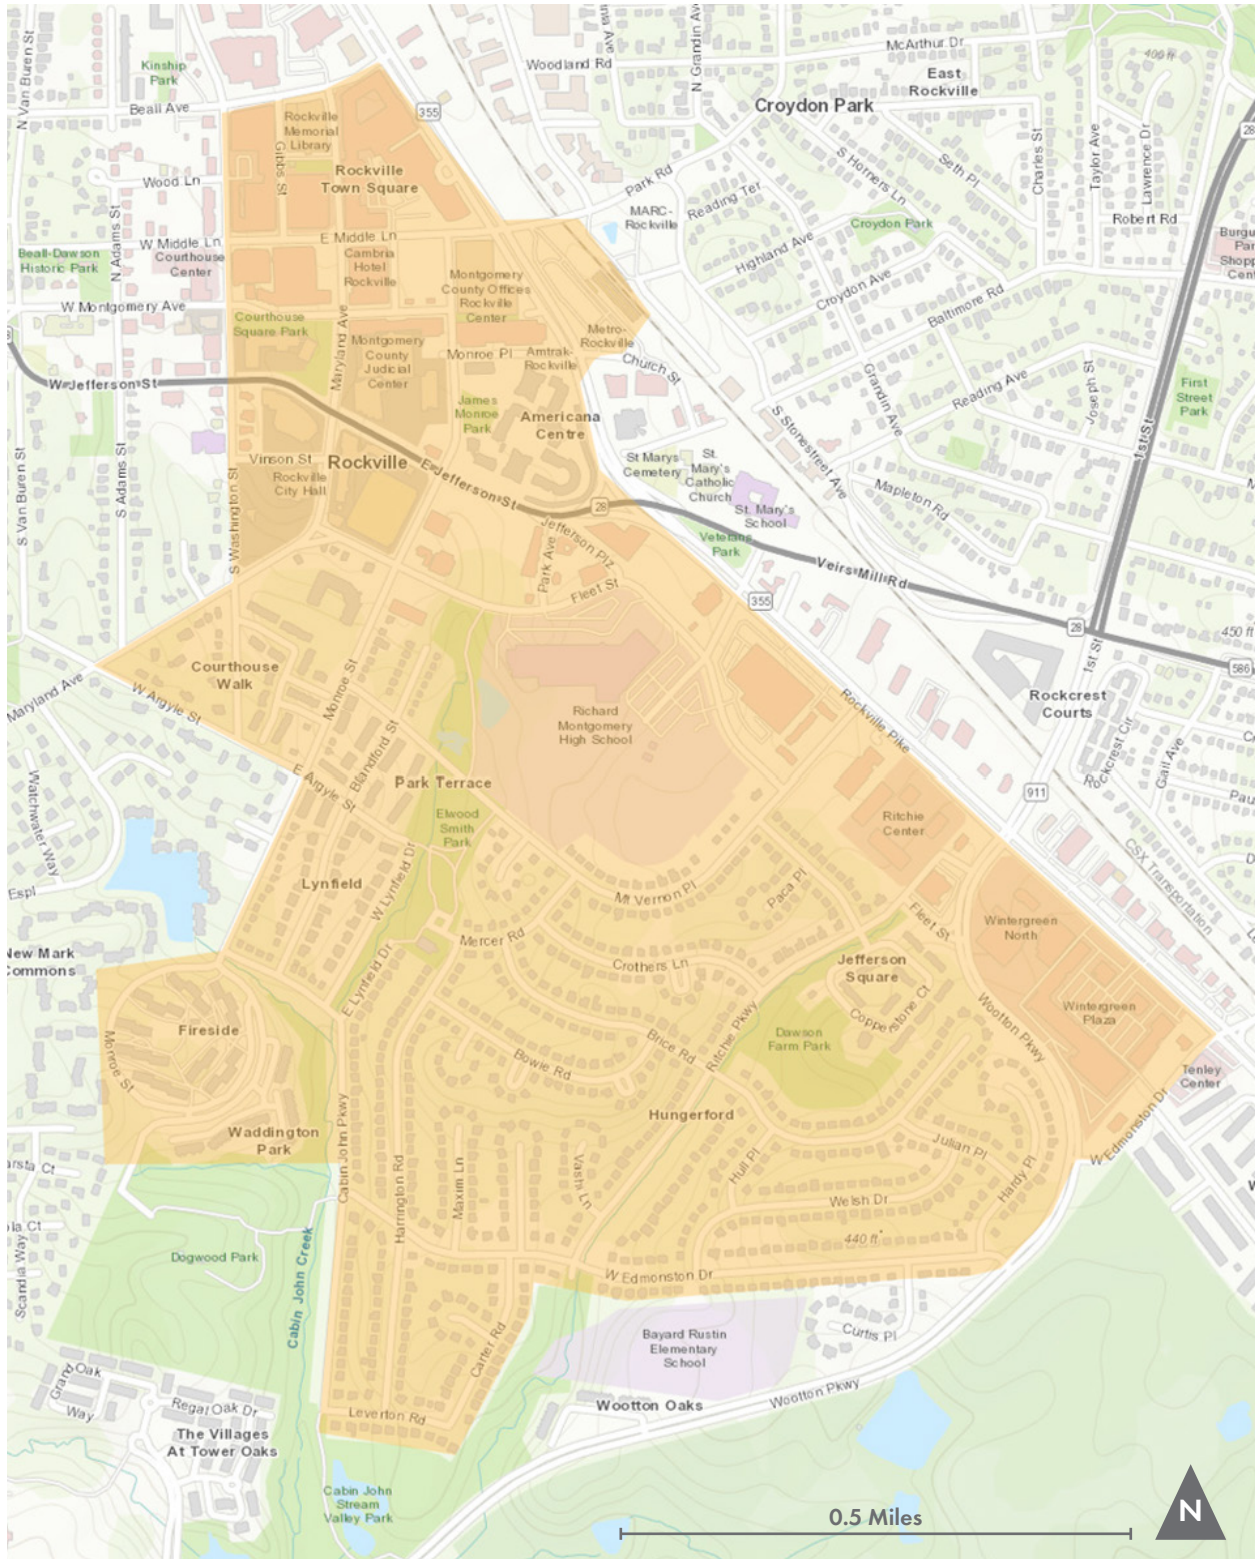 N Van Buren St
Kinship
Park
Beall Ave
Woodland Rd
N Grandin Av
McArthur Dr
East
Rockville
400 ft
Croydon Park
355
28
Rockville
Memorial
Library
Gibbs St
Rockville
Town Square
Wood Ln
N Adams St
W Middle Ln
E Middle Ln
Courthouse
Center
Beall-Dawson
Historic Park
W Montgomery Ave
Cambria
Hotel
Rockville
Montgomery
County Offices
Rockville
Center
Park Rd
MARC-
Rockville
Reading Ter
Highland Ave
S Horners Ln
Seth Pl
Charles St
Taylor Ave
Lawrence Dr
Croydon Park
Robert Rd
Croydon Ave
Baltimore Rd
Courthouse
Square Park
Maryland Ave
Montgomery
County
Judicial
Center
Monroe Pl
Amtrak-
Rockville
Metro-
Rockville
Church St
W Jefferson St
James
Monroe
Park
Americana
Centre
Grandin Ave
Reading Ave
Joseph St
First
Street
Park
1st St
S Stonestreet Ave
S Van Buren St
S Adams St
S Washington St
Vinson St
Rockville
City Hall
Rockville
E Jefferson St
28
St Marys
Cemetery
St.
Mary's
Catholic
Church
St. Mary's
School
Veterans
Park
Mapleton Rd
Veirs Mill Rd
Jefferson Plz
Park Ave
Fleet St
355
28
450 ft
586
1st St
Courthouse
Walk
Maryland Ave
W Argyle St
Monroe St
Blandford St
E Argyle St
Richard
Montgomery
High School
Rockville Pike
Rockcrest
Courts
Rockcrest Cir
Gail Ave
911
Watchwater Way
Park Terrace
Elwood
Smith
Park
Ritchie
Center
CSX Transportation
Espl
Lynfield
W Lynfield Dr
Mt Vernon Pl
Paca Pl
Fleet St
Wintergreen
North
New Mark
Commons
Mercer Rd
E Lynfield Dr
Crothers Ln
Jefferson
Square
Copperstone Ct
Wootton Pkwy
Wintergreen
Plaza
Fireside
Monroe St
Bowie Rd
Brice Rd
Ritchie Pkwy
Dawson
Farm Park
Tenley
Center
Waddington
Park
Cabin John Pkwy
Hungerford
Julian Pl
W Edmonston Dr
Harrington Rd
Maxim Ln
Vashi Ln
Hull Pl
Hardy Pl
Welsh Dr
440 ft
Scandia Way
Dogwood Park
Cabin John Creek
W Edmonston Dr
Carter Rd
Bayard Rustin
Elementary
School
Curtis Pl
Grand Oak
Way
Regal Oak Dr
Leverton Rd
Wootton Oaks
Wootton Pkwy
The Villages
At Tower Oaks
Cabin John
Stream
Valley Park
0.5 Miles
N